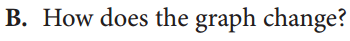 B. How does the graph change?